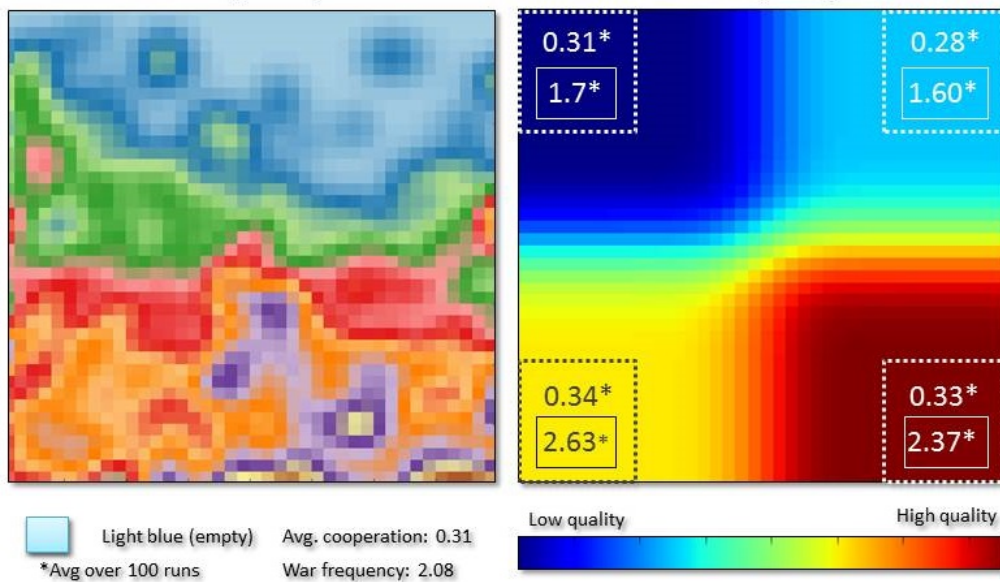 0.31*
0.28*
1.7*
1.60*
0.34*
0.33*
2.63*
2.37*
Low quality
High quality
Light blue (empty)
Avg. cooperation: 0.31
*Avg over 100 runs
War frequency: 2.08